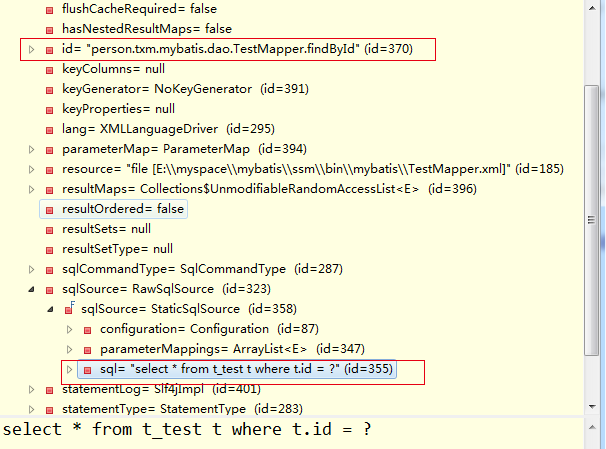 flushCacheRequired= false
hasNestedResultMaps= false
id= "person.txm.mybatis.dao.TestMapper.findById" (id=370)
keyColumns= null
keyGenerator= NoKeyGenerator (id=391)
keyProperties= null
lang= XMLLanguageDriver (id=295)
parameterMap= ParameterMap (id=394)
resource= "file [E:\\myspace\\mybatis\\ssm\\bin\\mybatis\\TestMapper.xml]" (id=185)
resultMaps= Collections$UnmodifiableRandomAccessList<E> (id=396)
resultOrdered= false
resultSets= null
resultSetType= null
sqlCommandType= SqlCommandType (id=287)
sqlSource= RawSqlSource (id=323)
sqlSource= StaticSqlSource (id=358)
configuration= Configuration (id=87)
parameterMappings= ArrayList<E> (id=347)
sql= "select * from t_test t where t.id = ?" (id=355)
statementLog= Slf4jImpl (id=401)
statementType= StatementType (id=283)
select * from t_test t where t.id = ?